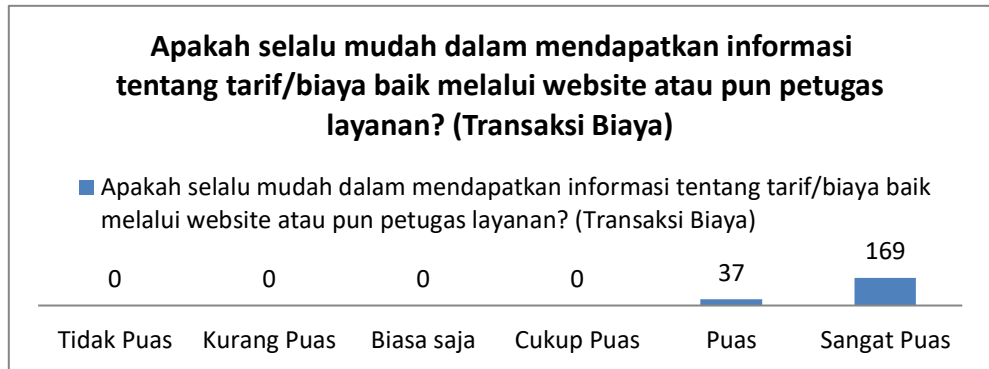 Apakah selalu mudah dalam mendapatkan informasi
tentang tarif/biaya baik melalui website atau pun petugas
layanan? (Transaksi Biaya)
Apakah selalu mudah dalam mendapatkan informasi tentang tarif/biaya baik
melalui website atau pun petugas layanan? (Transaksi Biaya)
0 0 0 0 37 169
Tidak Puas Kurang Puas Biasa saja Cukup Puas Puas Sangat Puas